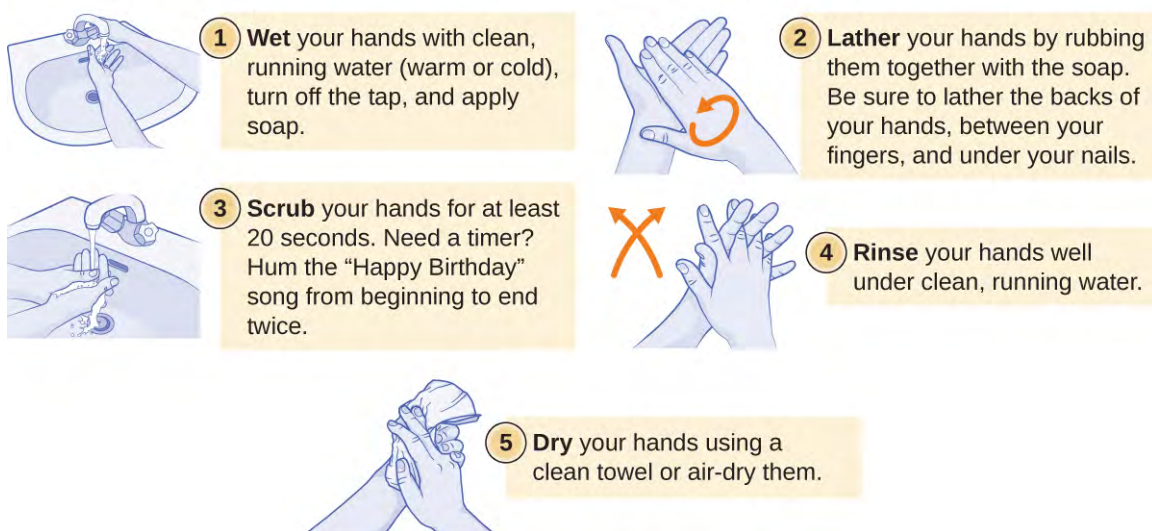 1 Wet your hands with clean,
running water (warm or cold),
turn off the tap, and apply
soap.
2 Lather your hands by rubbing
them together with the soap.
Be sure to lather the backs of
your hands, between your
fingers, and under your nails.
3 Scrub your hands for at least
20 seconds. Need a timer?
Hum the “Happy Birthday”
song from beginning to end
twice.
4 Rinse your hands well
under clean, running water.
5 Dry your hands using a
clean towel or air-dry them.